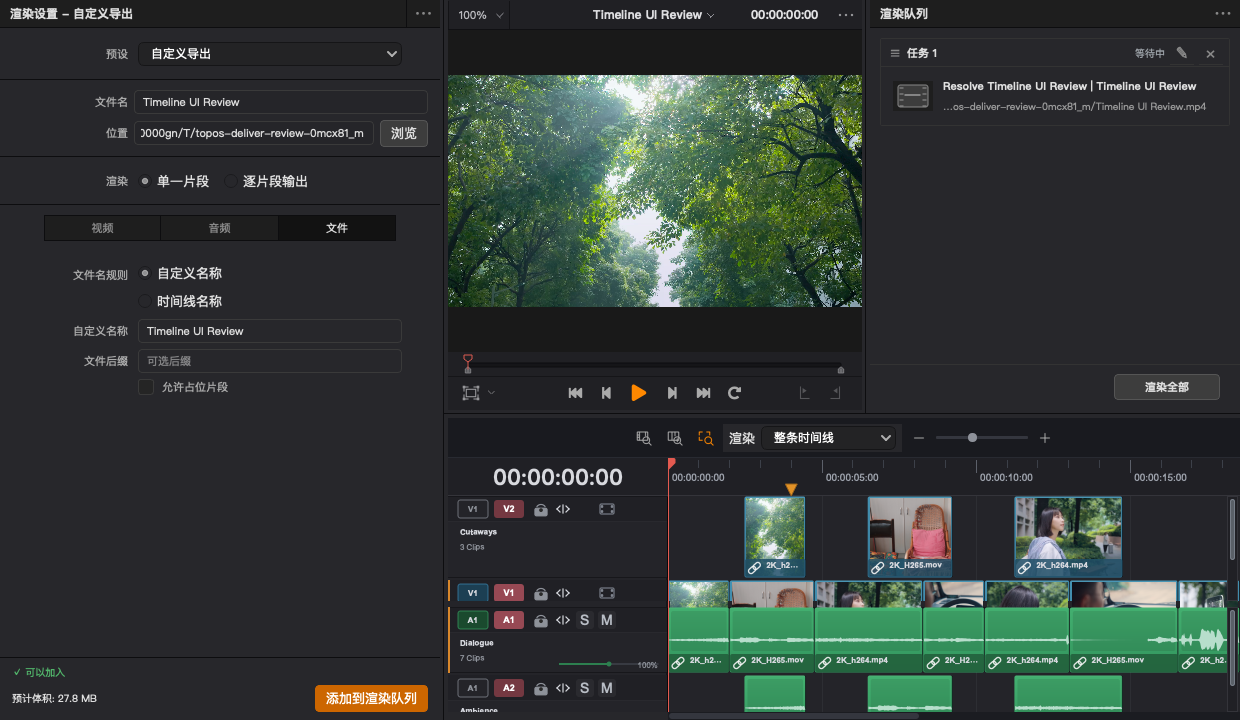 渲染设置 – 自定义导出
预设
自定义导出
文件名
Timeline UI Review
位置
0000gn/T/topos-deliver-review-0mcx81_m
浏览
渲染
单一片段
逐片段输出
视频
音频
文件
文件名规则
自定义名称
时间线名称
自定义名称
Timeline UI Review
文件后缀
可选后缀
允许占位片段
✓ 可以加入
预计体积: 27.8 MB
添加到渲染队列
100%
Timeline UI Review
00:00:00:00
渲染队列
任务 1
等待中
Resolve Timeline UI Review | Timeline UI Review
...os-deliver-review-0mcx81_m/Timeline UI Review.mp4
渲染全部
渲染
整条时间线
00:00:00:00
00:00:00:00
00:00:05:00
00:00:10:00
00:00:15:00
V1
V2
Cutaways
3 Clips
2K_h2...
2K_H265.mov
2K_h264.mp4
V1
V1
A1
A1
S
M
Dialogue
7 Clips
100%
2K_h2...
2K_H265.mov
2K_h264.mp4
2K_H2...
2K_h264.mp4
2K_H265.mov
2K_h2.
A1
A2
S
M
Ambience